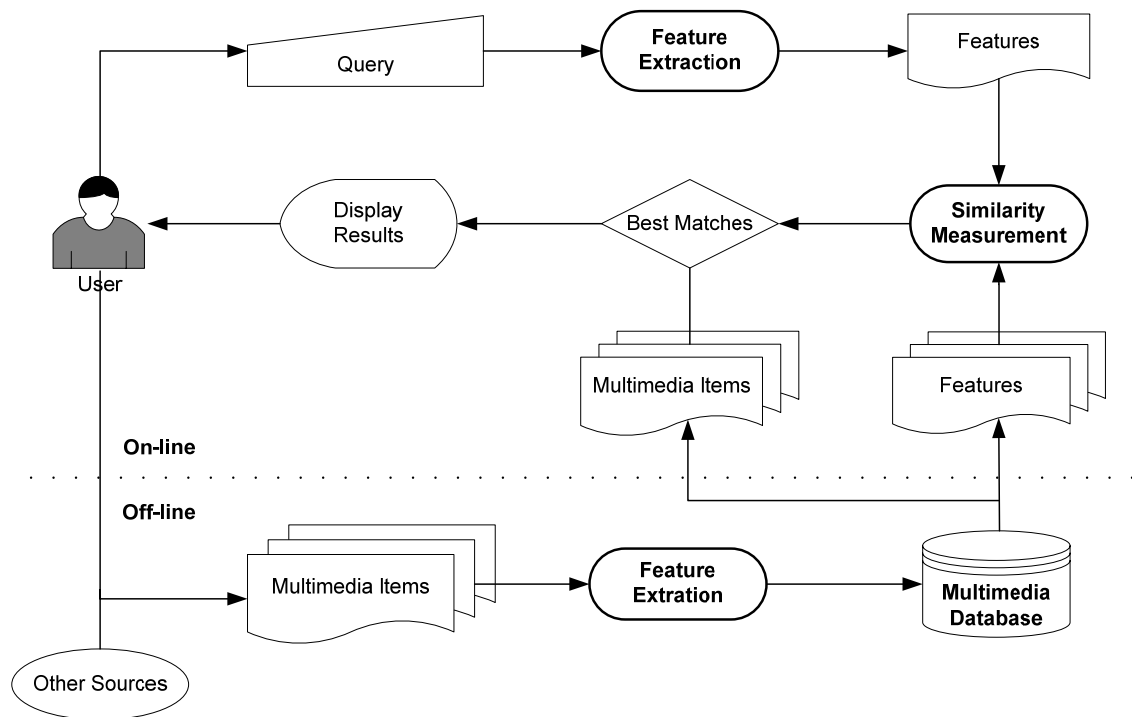 Query
Feature
Extraction
Features
User
Display
Results
Best Matches
Similarity
Measurement
Multimedia Items
Features
On-line
Off-line
Multimedia Items
Feature
Extration
Multimedia
Database
Other Sources